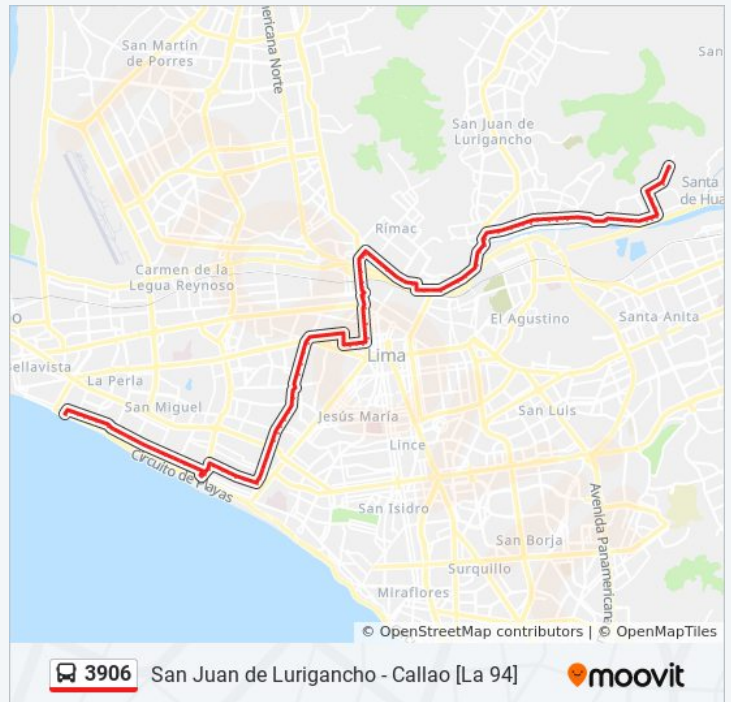 San Martín
de Porres
ericana Norte
San
San Juan de
Lurigancho
Santa
de Hua
Rímac
Carmen de la
Legua Reynoso
El Agustino
Santa Anita
O
Lima
ellavista
La Perla
San Miguel
Jesús María
San Luis
Lince
Circuito de Playas
San Isidro
Avenida Panamericana
San Borja
Surquillo
Miraflores
© OpenStreetMap contributors | © OpenMapTiles
3906 San Juan de Lurigancho - Callao [La 94] moovit